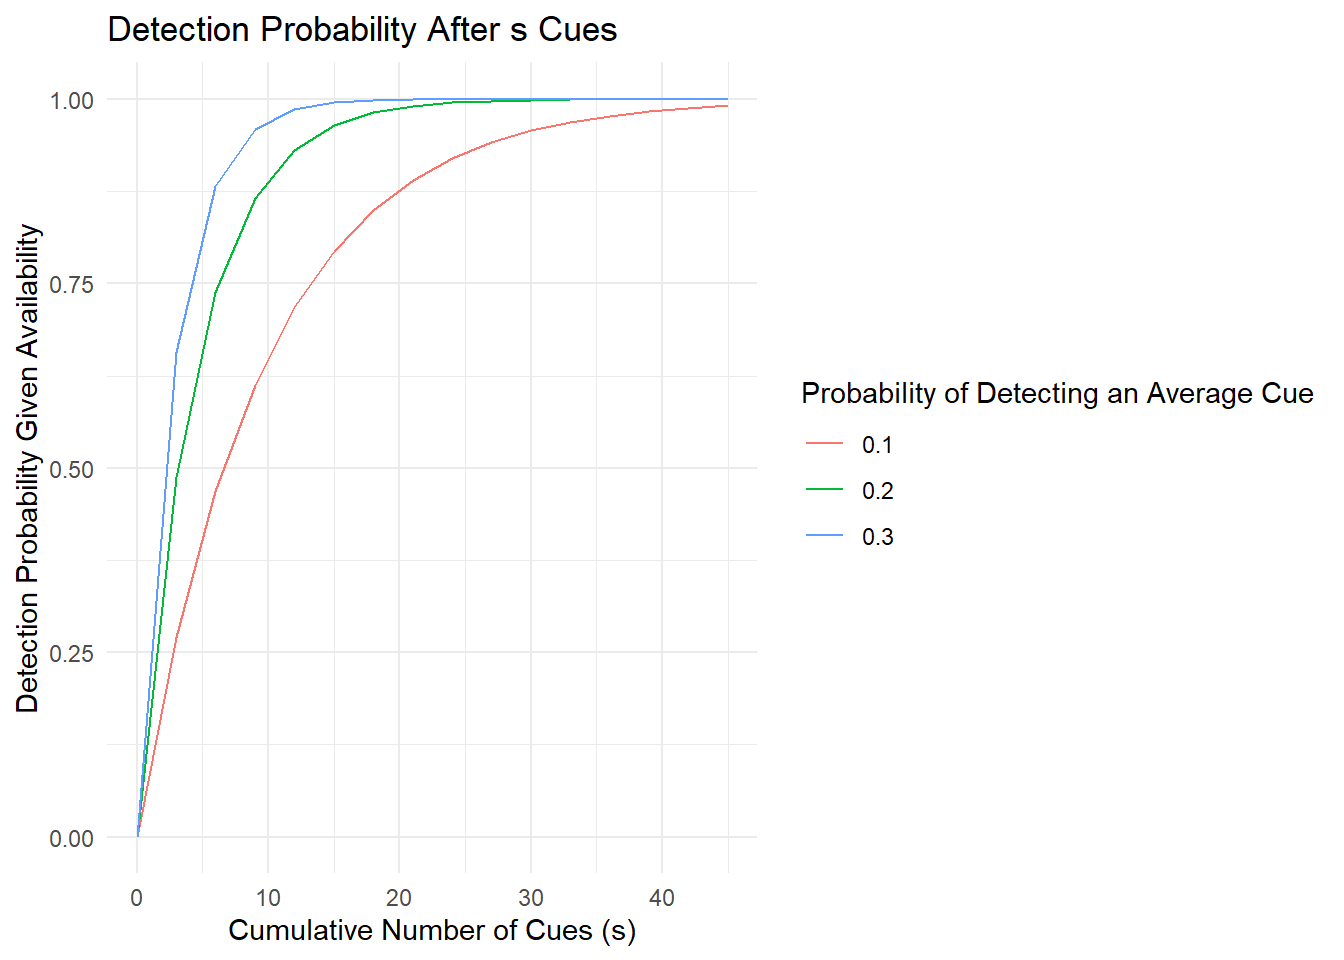 Detection Probability After s Cues
Detection Probability Given Availability
1.00
0.75
0.50
0.25
0.00
0 10 20 30 40
Cumulative Number of Cues (s)
Probability of Detecting an Average Cue
0.1
0.2
0.3